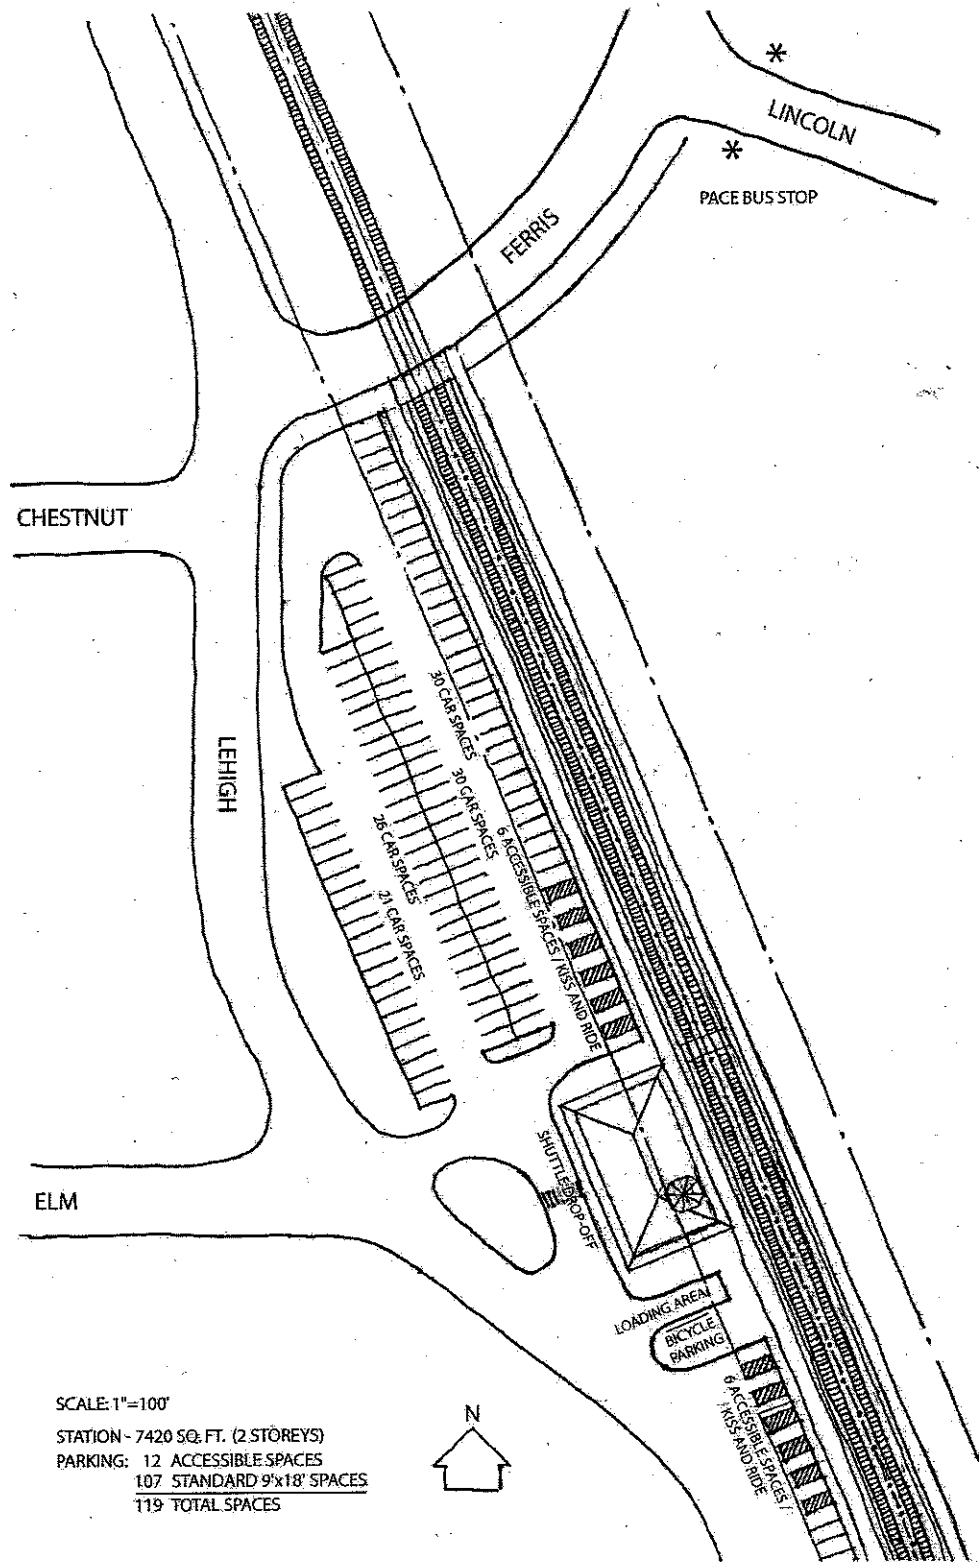 LINCOLN
PACE BUS STOP
FERRIS
CHESTNUT
LEHIGH
30 CAR SPACES
30 CAR SPACES
26 CAR SPACES
21 CAR SPACES
6 ACCESSIBLE SPACES / KISS AND RIDE
ELM
SHUTTLE DROP-OFF
LOADING AREA
BICYCLE
PARKING
6 ACCESSIBLE SPACES /
/KISS AND RIDE
SCALE: 1"=100'
STATION - 7420 SQ. FT. (2 STOREYS)
PARKING: 12 ACCESSIBLE SPACES
107 STANDARD 9'x18' SPACES
119 TOTAL SPACES
N